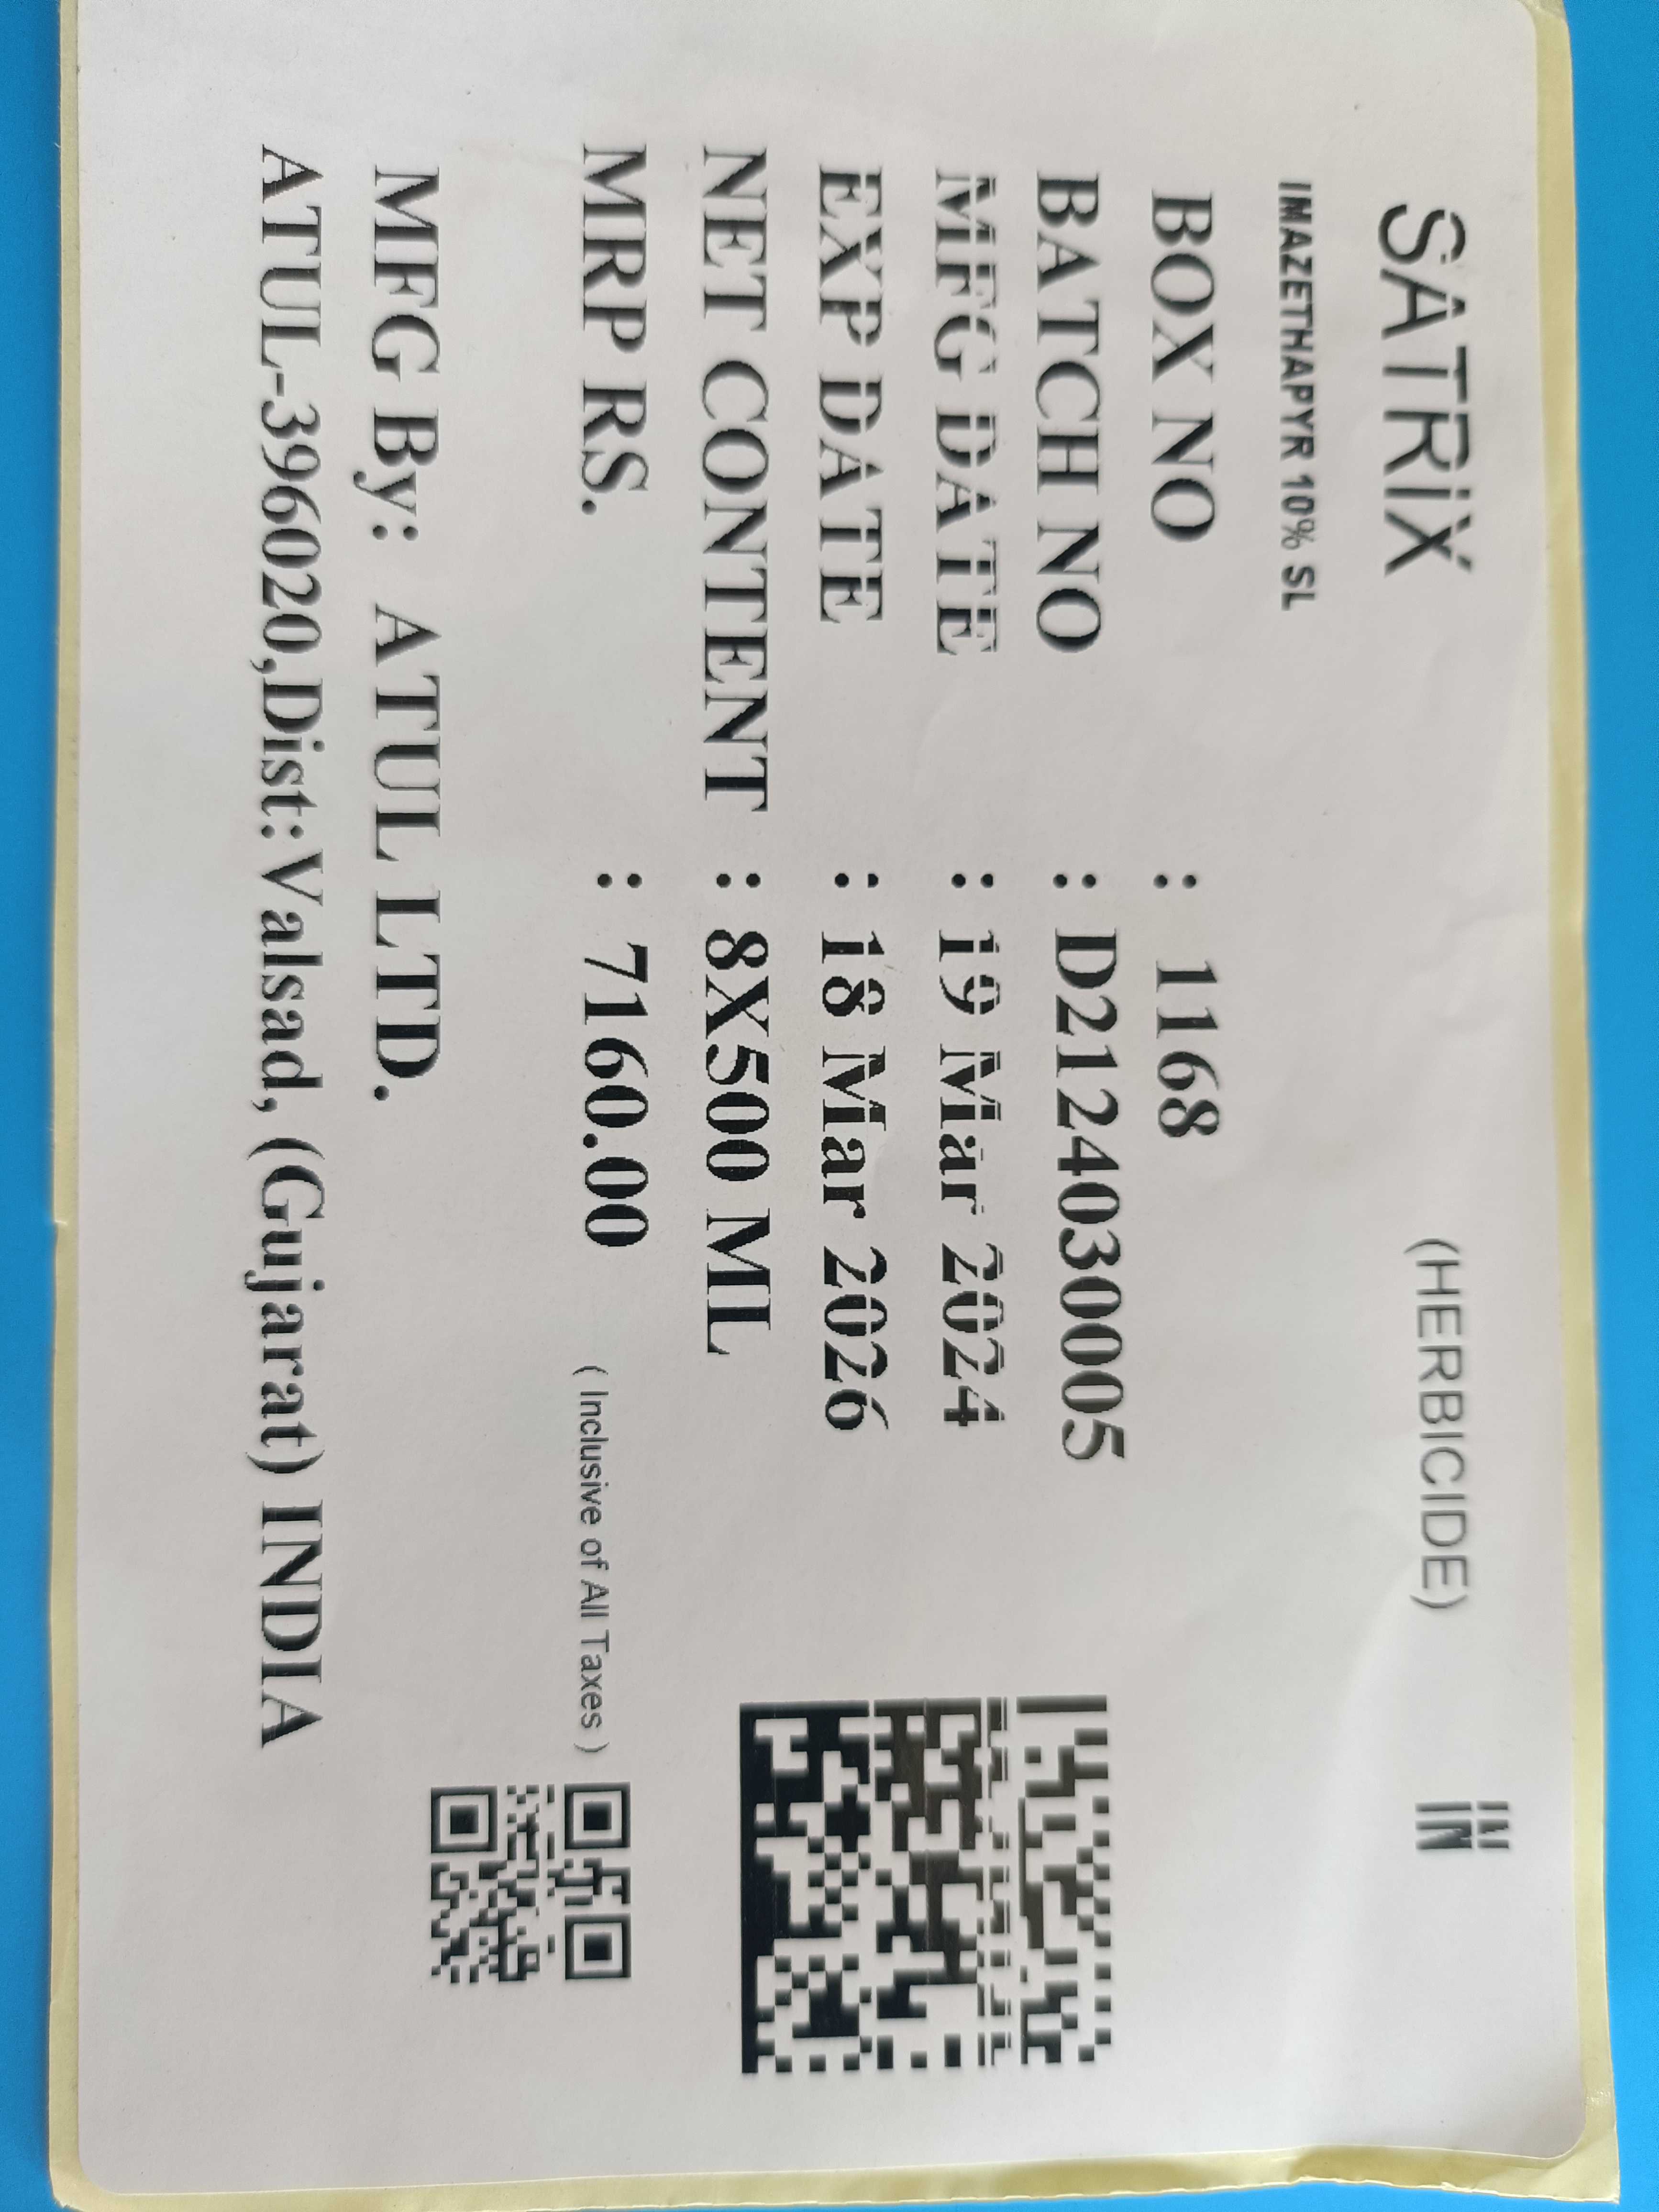 SATRIX (HERBICIDE) IN
IMAZETHAPYR 10% SL
BOX NO : 1168
BATCH NO : D2124030005
MFG DATE : 19 Mar 2024
EXP DATE : 18 Mar 2026
NET CONTENT : 8X500 ML
MRP RS. : 7160.00 ( Inclusive of All Taxes )
MFG By: ATUL LTD.
ATUL-396020,Dist:Valsad, (Gujarat) INDIA